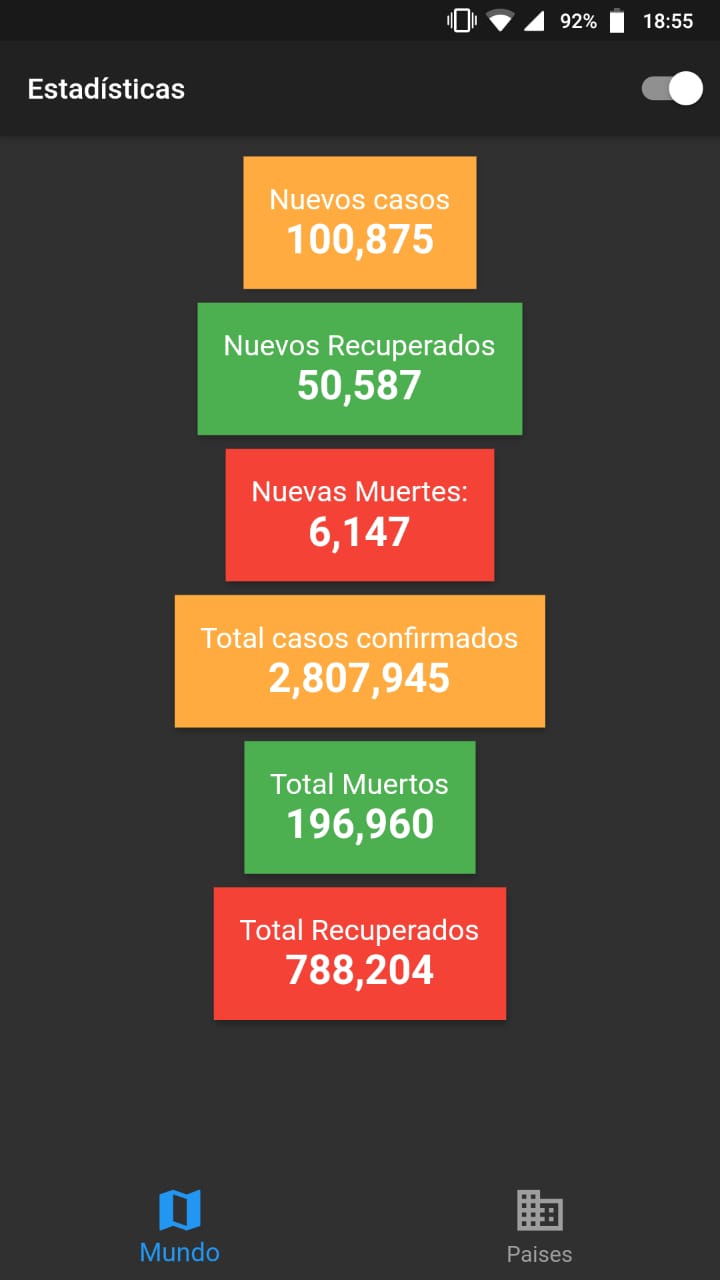 92% 18:55
Estadísticas
Nuevos casos
100,875
Nuevos Recuperados
50,587
Nuevas Muertes:
6,147
Total casos confirmados
2,807,945
Total Muertos
196,960
Total Recuperados
788,204
Mundo Paises